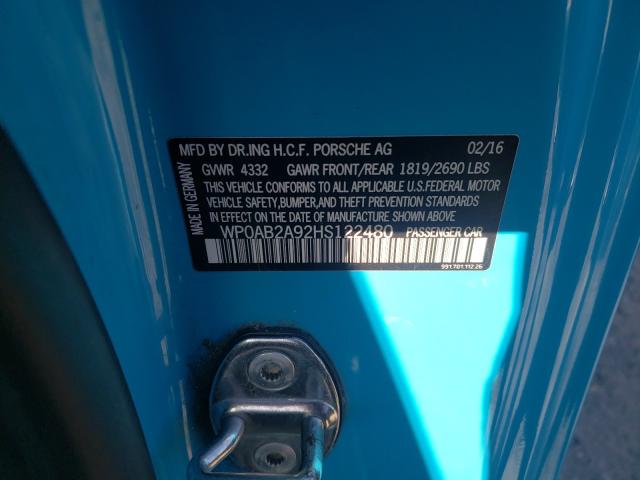 MFD BY DR.ING H.C.F. PORSCHE AG 02/16
GVWR 4332 GAWR FRONT/REAR 1819/2690 LBS
THIS VEHICLE CONFORMS TO ALL APPLICABLE U.S.FEDERAL MOTOR
VEHICLE SAFETY,BUMPER,AND THEFT PREVENTION STANDARDS
IN EFFECT ON THE DATE OF MANUFACTURE SHOWN ABOVE.
WP0AB2A92HS122480 PASSENGER CAR
991.701.112.26
MADE IN GERMANY